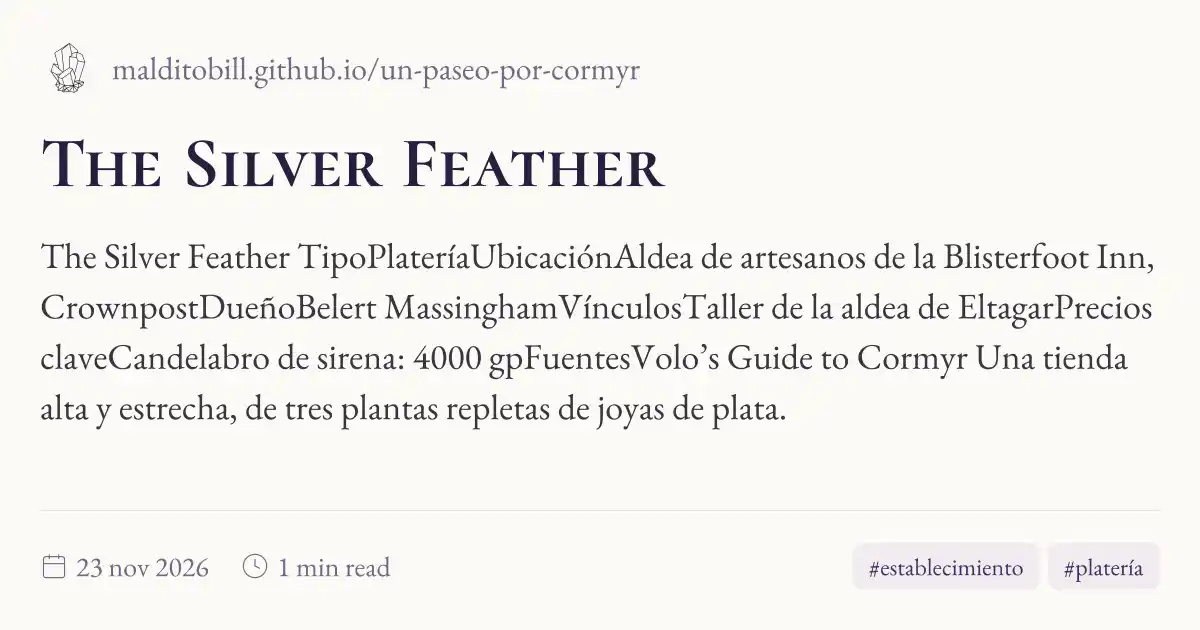 malditobill.github.io/un-paseo-por-cormyr
The Silver Feather
The Silver Feather TipoPlateríaUbicaciónAldea de artesanos de la Blisterfoot Inn,
CrownpostDueñoBelert MassinghamVínculosTaller de la aldea de EltagarPrecios
claveCandelabro de sirena: 4000 gpFuentesVolo’s Guide to Cormyr Una tienda
alta y estrecha, de tres plantas repletas de joyas de plata.
23 nov 2026 1 min read #establecimiento #platería